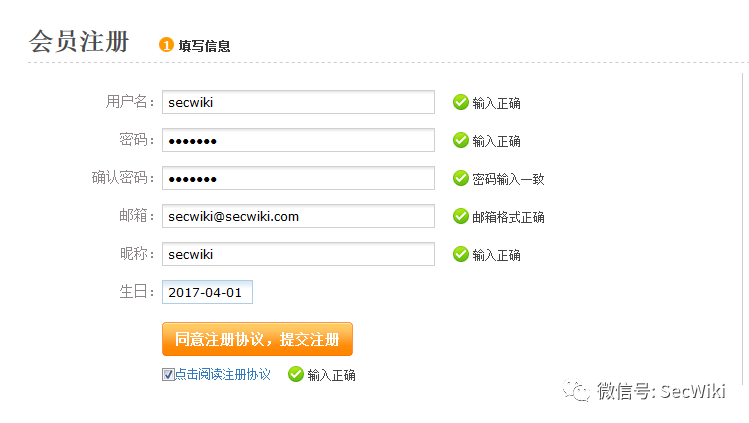 会员注册 1 填写信息
用户名： secwiki 输入正确
密码： ••••••• 输入正确
确认密码： ••••••• 密码输入一致
邮箱： secwiki@secwiki.com 邮箱格式正确
昵称： secwiki 输入正确
生日： 2017-04-01
同意注册协议，提交注册
点击阅读注册协议 输入正确
微信号: SecWiki